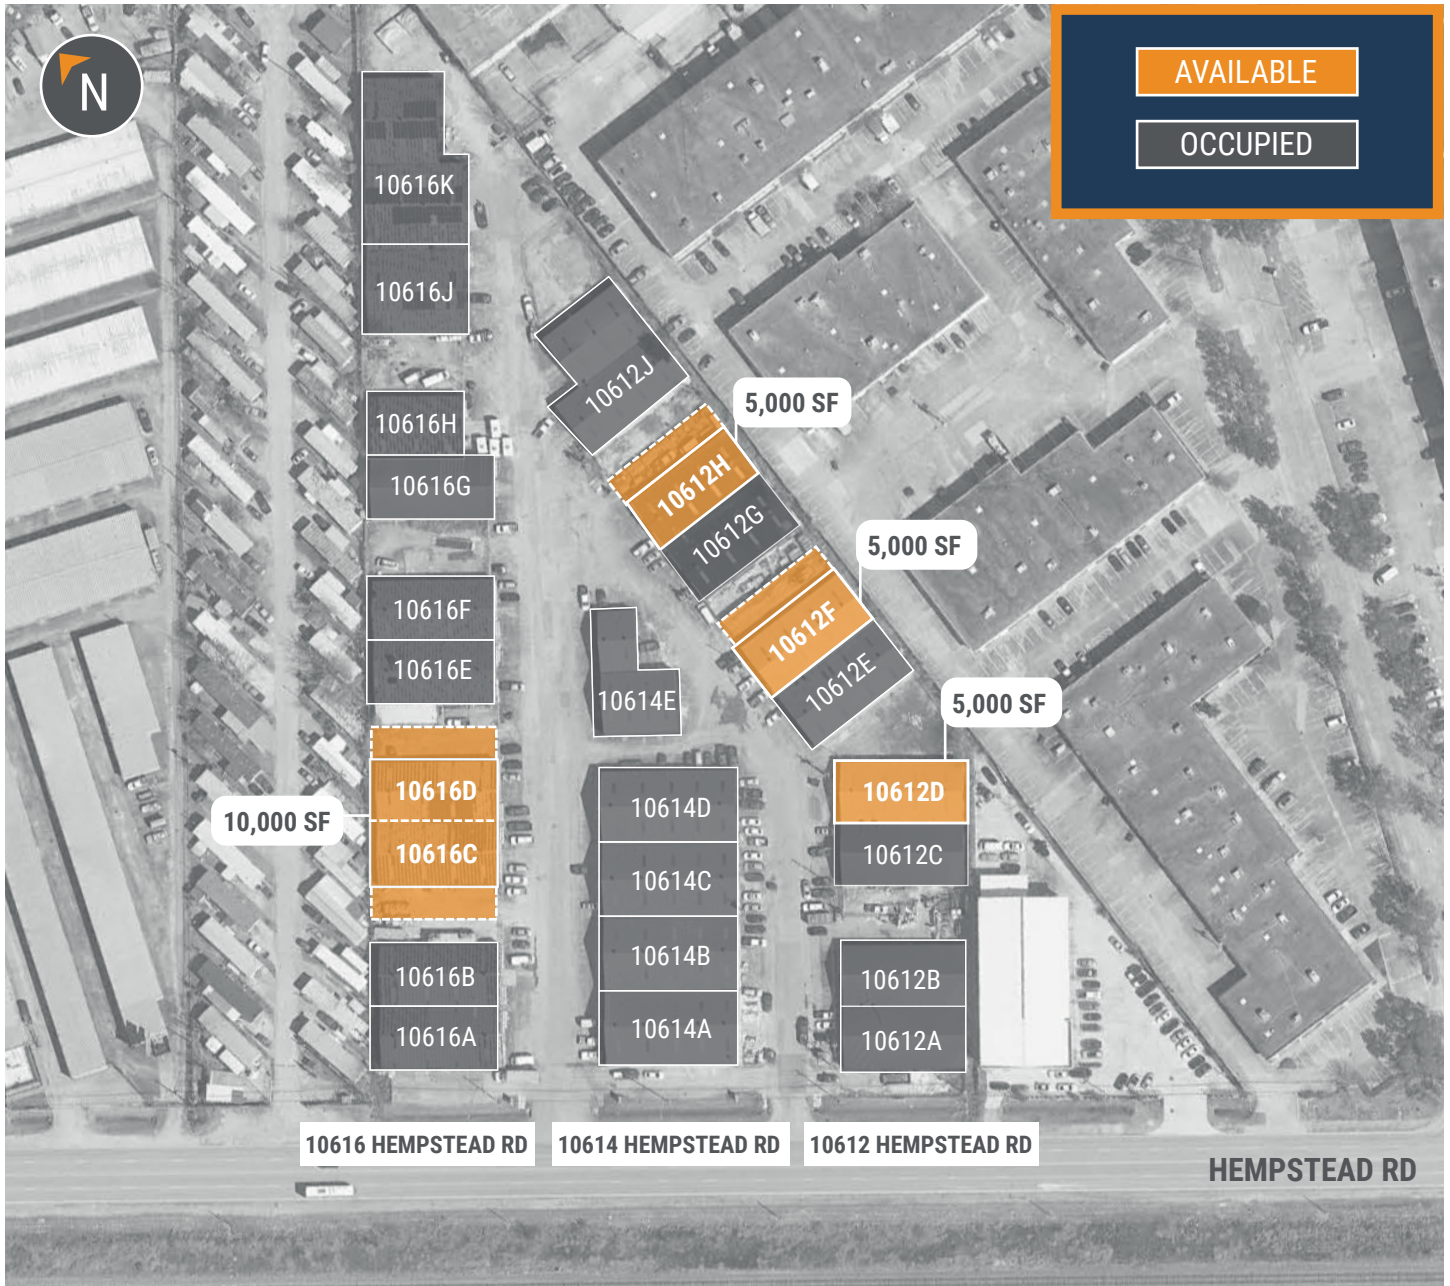 N
AVAILABLE
OCCUPIED
10616K
10616J
10612J
5,000 SF
10616H
10616G
10612H
10612G
5,000 SF
10616F
10616E
10612F
10612E
10614E
5,000 SF
10616D
10,000 SF
10616C
10614D
10612D
10614C
10612C
10616B
10614B
10612B
10616A
10614A
10612A
10616 HEMPSTEAD RD
10614 HEMPSTEAD RD
10612 HEMPSTEAD RD
HEMPSTEAD RD